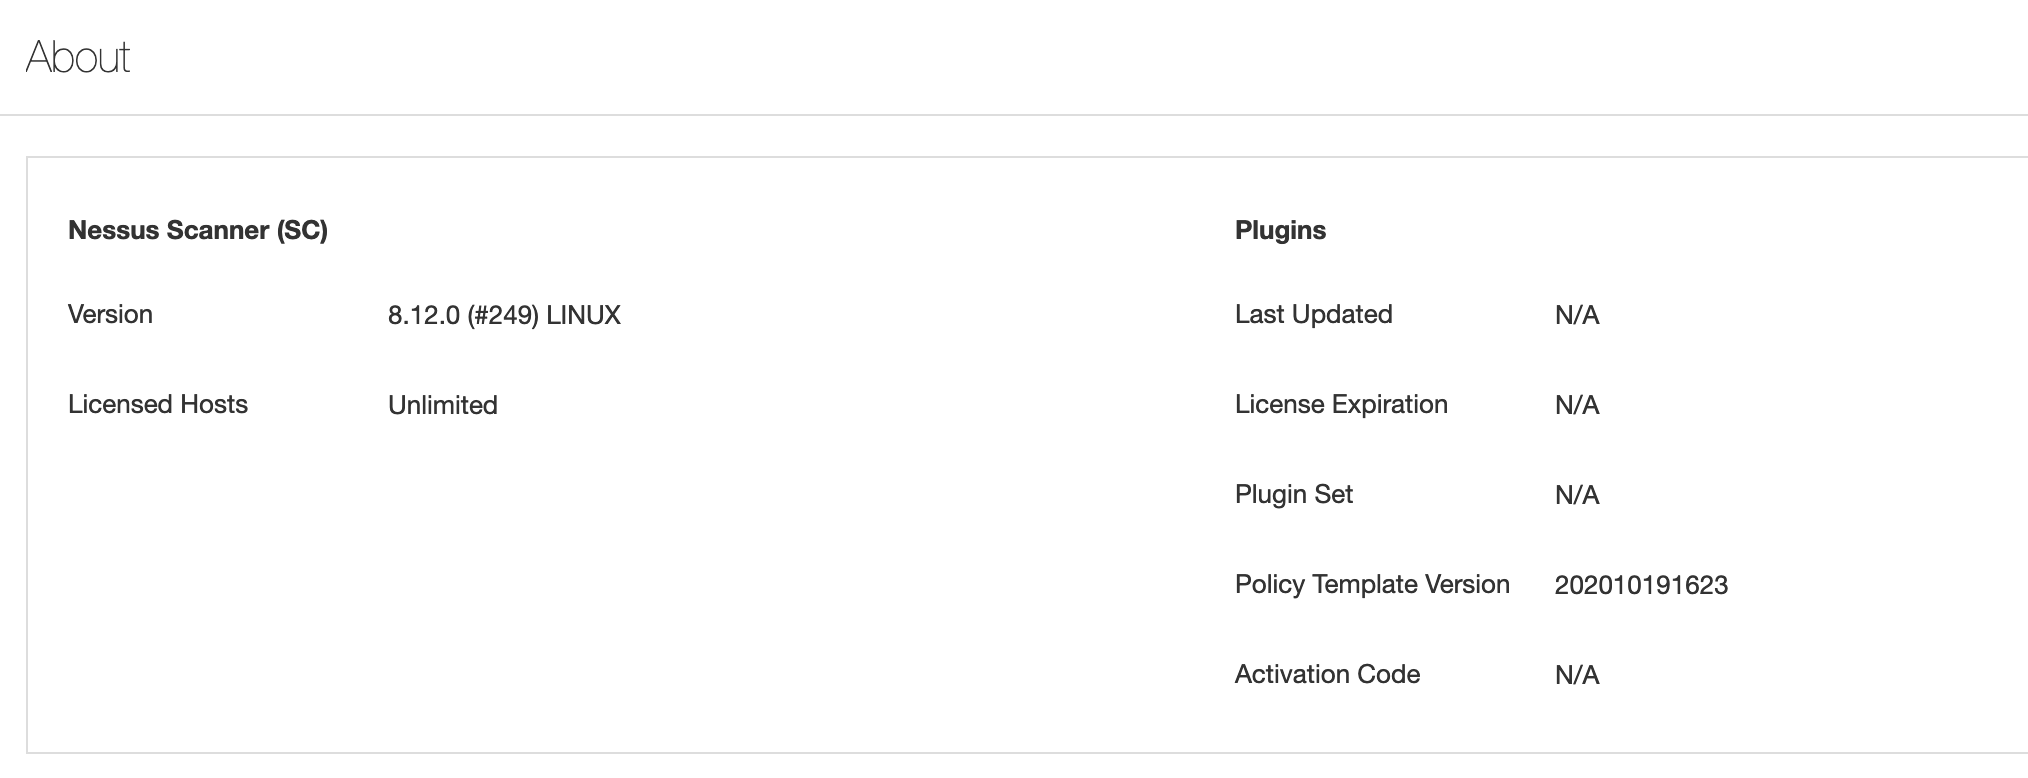 About
Nessus Scanner (SC)
Version 8.12.0 (#249) LINUX
Licensed Hosts Unlimited
Plugins
Last Updated N/A
License Expiration N/A
Plugin Set N/A
Policy Template Version 202010191623
Activation Code N/A